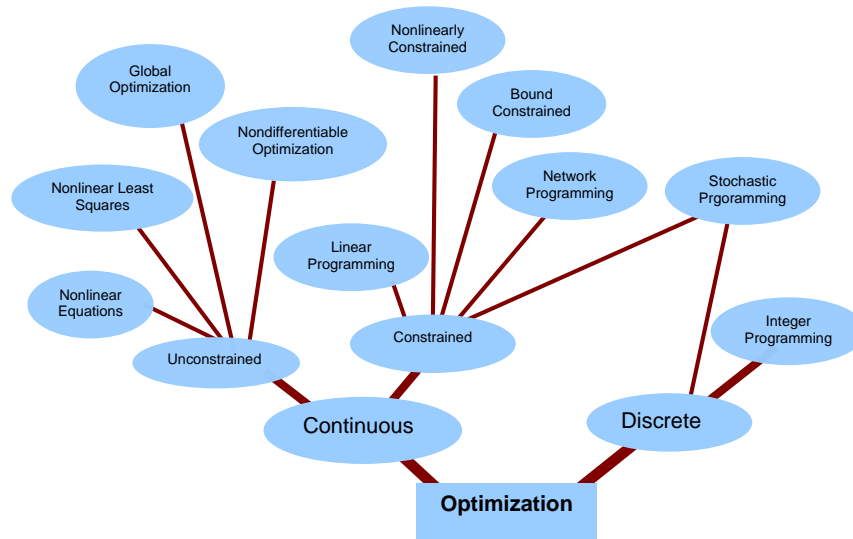 Nonlinearly
Constrained
Global
Optimization
Bound
Constrained
Nondifferentiable
Optimization
Network
Programming
Stochastic
Prgoramming
Nonlinear Least
Squares
Linear
Programming
Nonlinear
Equations
Integer
Programming
Unconstrained
Constrained
Continuous
Discrete
Optimization